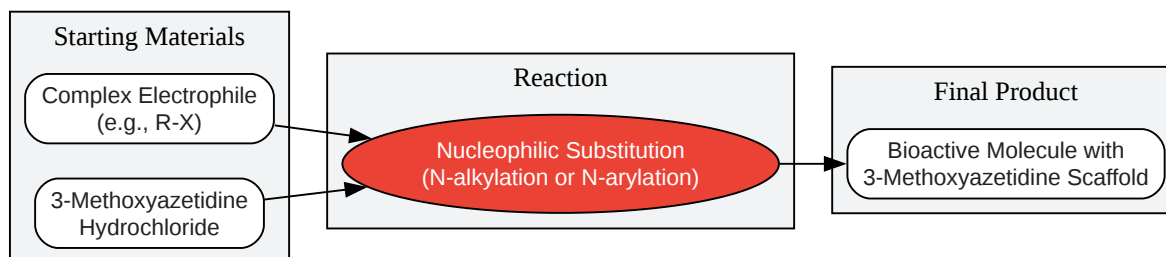 Starting Materials
Complex Electrophile
(e.g., R-X)
3-Methoxyazetidine
Hydrochloride
Reaction
Nucleophilic Substitution
(N-alkylation or N-arylation)
Final Product
Bioactive Molecule with
3-Methoxyazetidine Scaffold